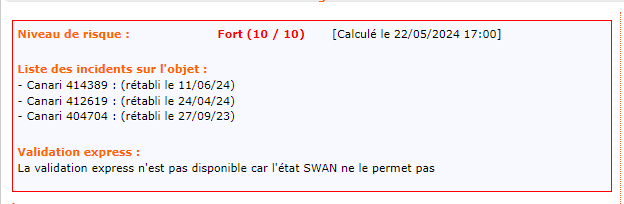 Niveau de risque : Fort (10 / 10) [Calculé le 22/05/2024 17:00]
Liste des incidents sur l'objet :
- Canari 414389 : (rétabli le 11/06/24)
- Canari 412619 : (rétabli le 24/04/24)
- Canari 404704 : (rétabli le 27/09/23)
Validation express :
La validation express n'est pas disponible car l'état SWAN ne le permet pas